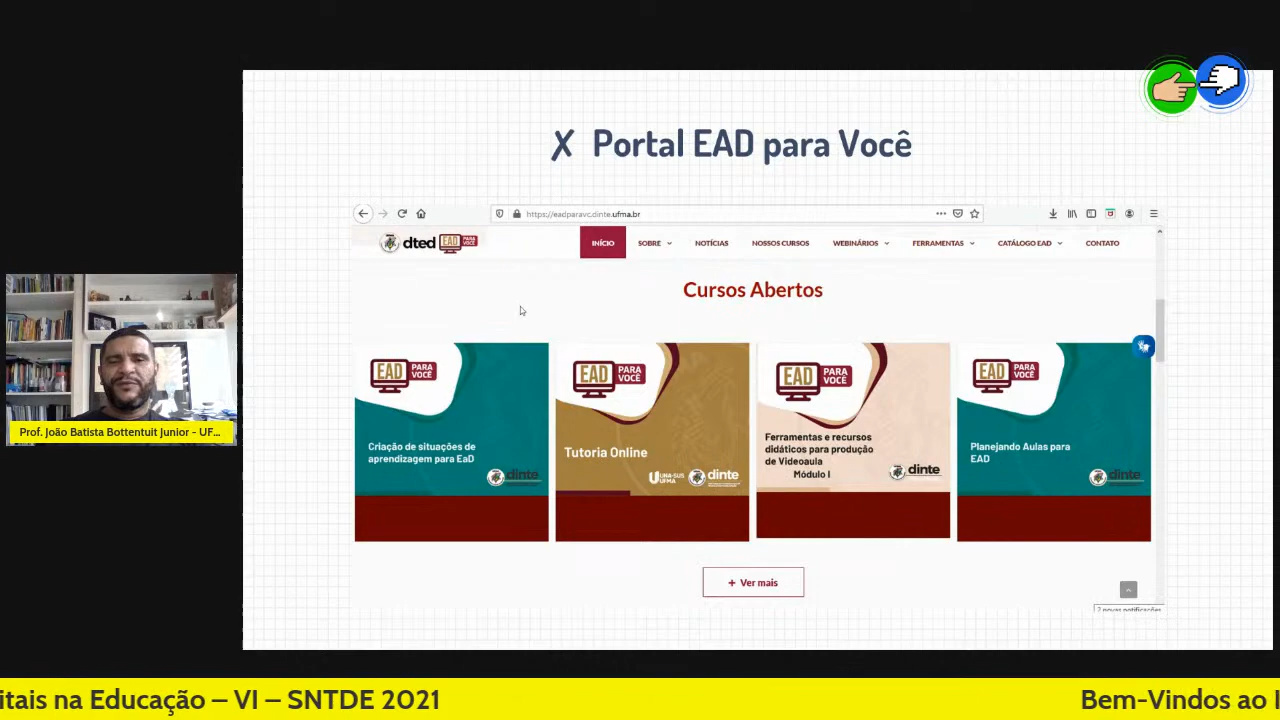 ✗ Portal EAD para Você
https://eadparavc.dinte.ufma.br
dted EAD PARA VOCÊ
INÍCIO SOBRE NOTÍCIAS NOSSOS CURSOS WEBINÁRIOS FERRAMENTAS CATÁLOGO EAD CONTATO
Cursos Abertos
EAD PARA VOCÊ
Criação de situações de
aprendizagem para EaD
dinte
EAD PARA VOCÊ
Tutoria Online
UNA-SUS UFMA dinte
EAD PARA VOCÊ
Ferramentas e recursos
didáticos para produção
de Videoaula
Módulo I
dinte
EAD PARA VOCÊ
Planejando Aulas para
EAD
dinte
+ Ver mais
2 novas notificações
Prof. João Batista Bottentuit Junior - UF...
itais na Educação – VI – SNTDE 2021
Bem-Vindos ao I